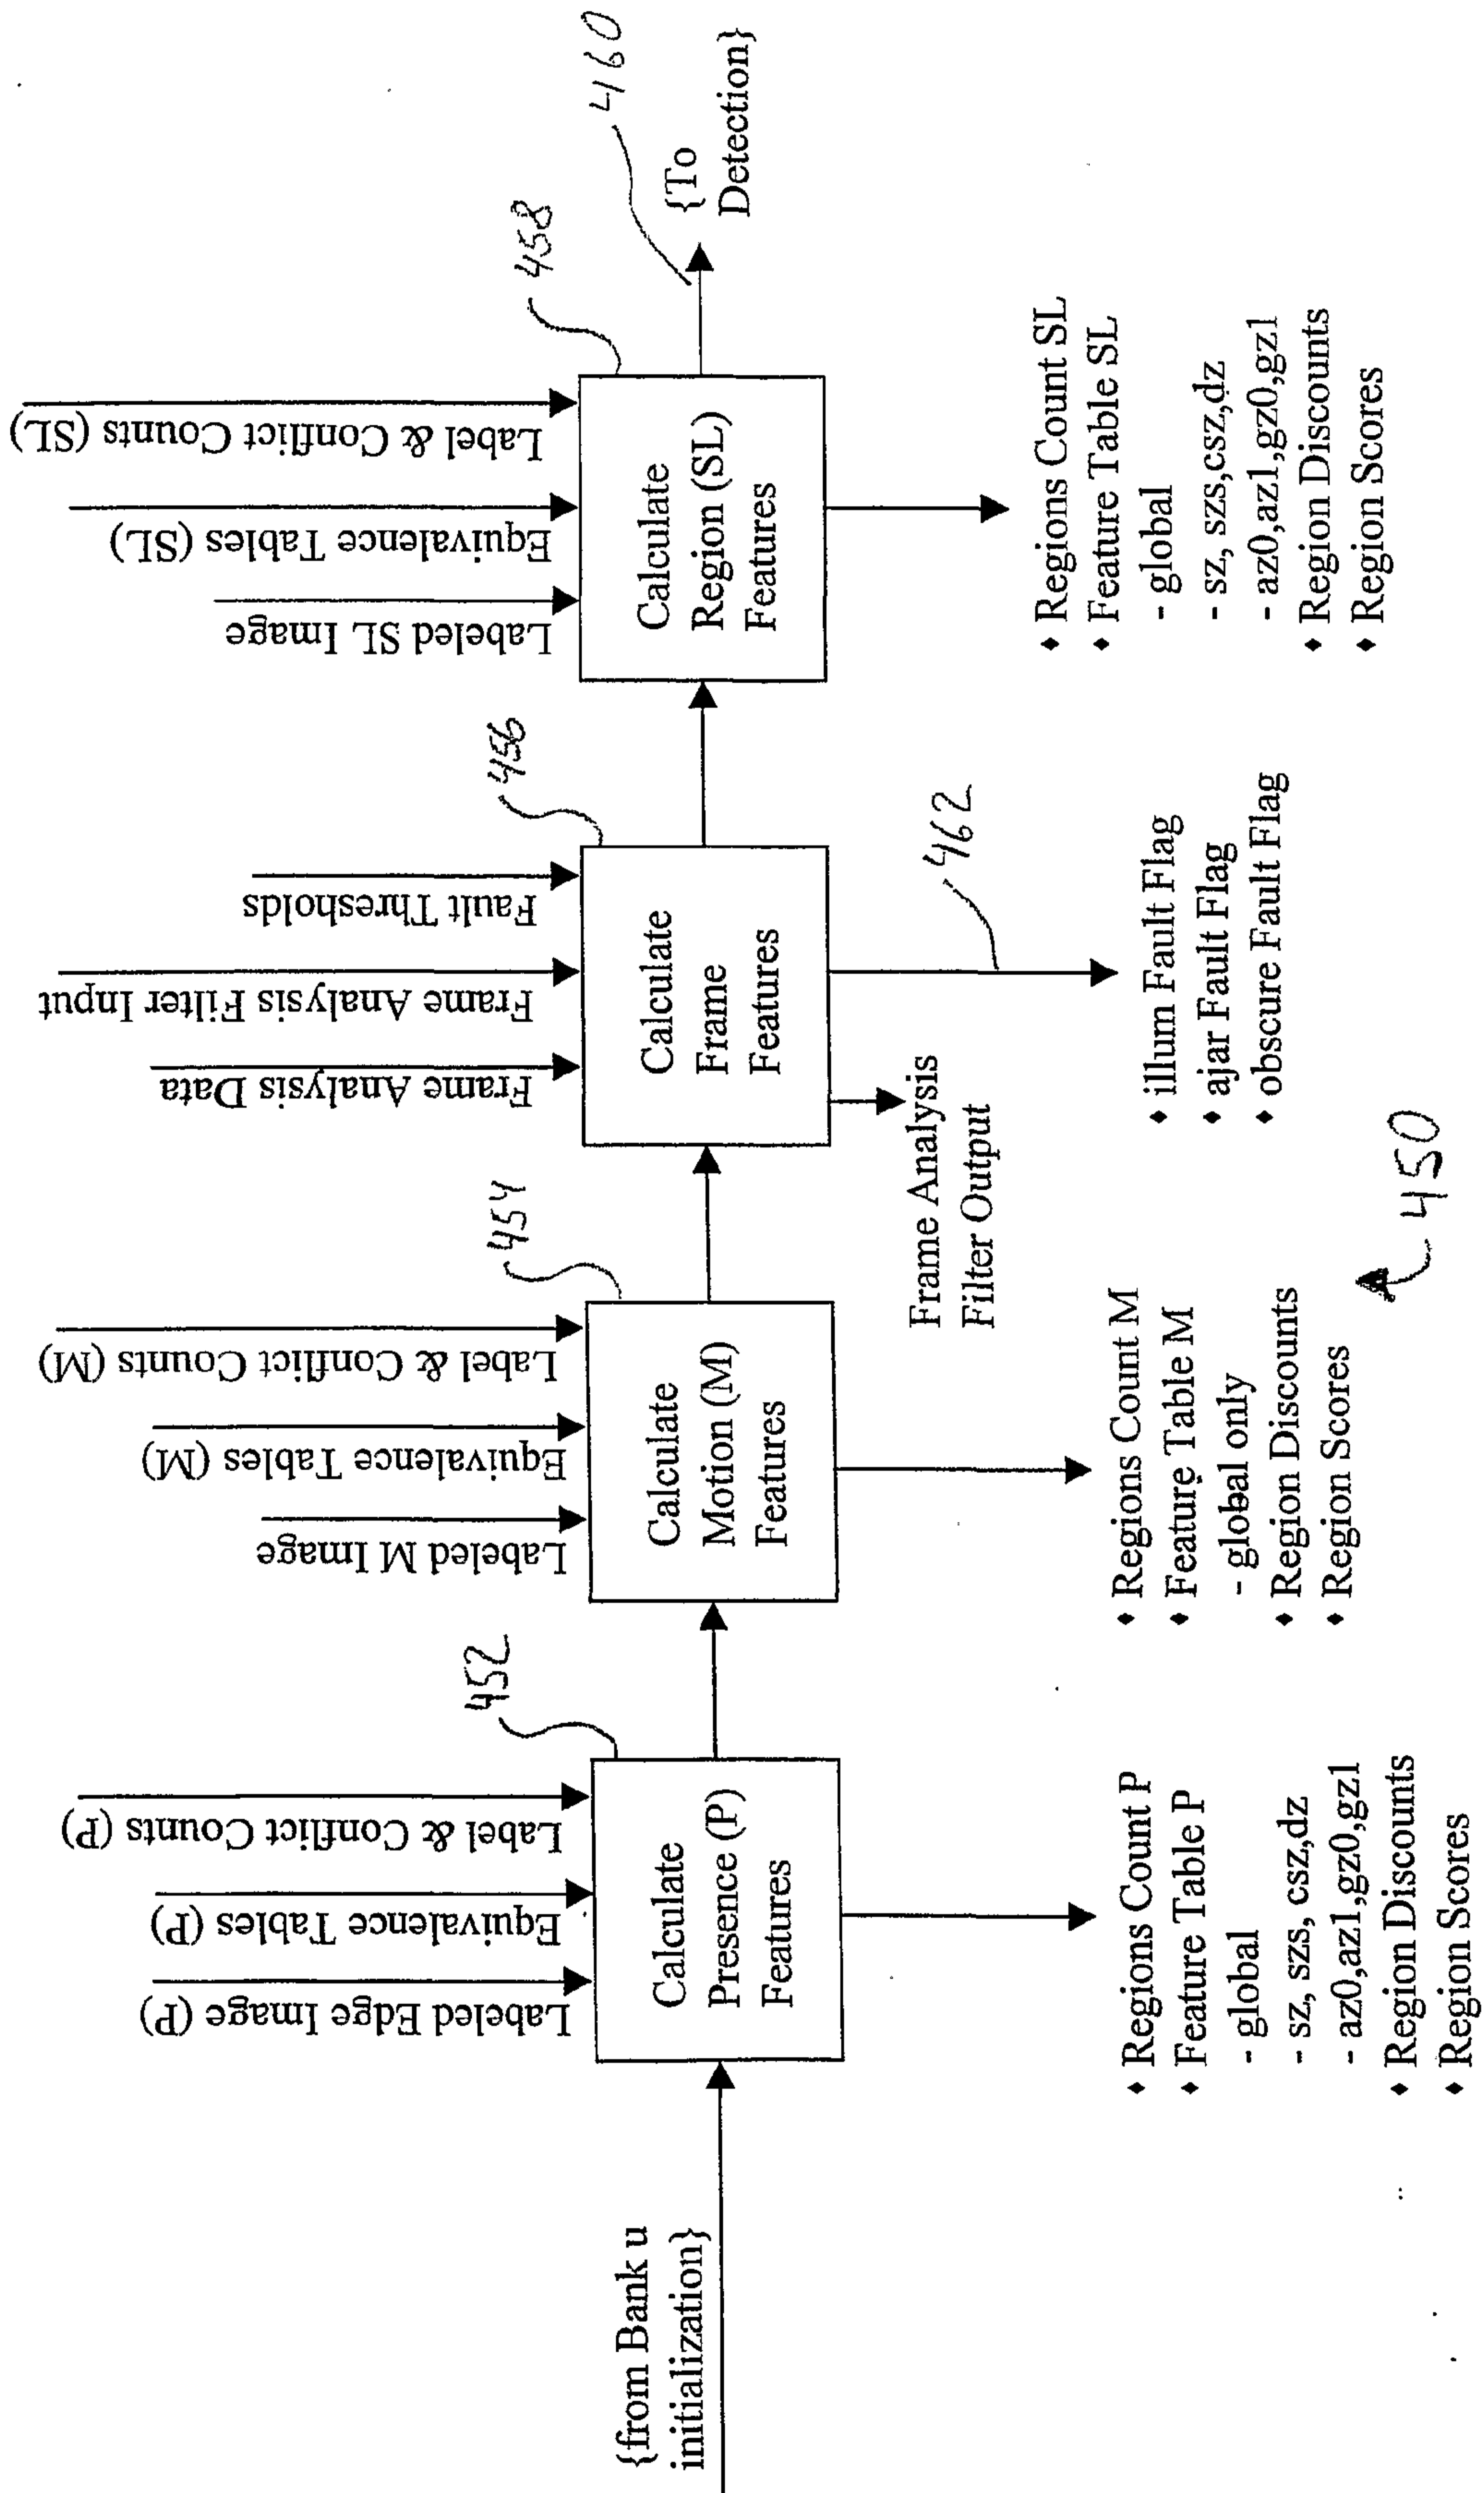 {from Bank u
initialization}
Labeled Edge Image (P)
Equivalence Tables (P)
Label & Conflict Counts (P)
452
Calculate
Presence (P)
Features
♦ Regions Count P
♦ Feature Table P
- global
- sz, szs, csz,dz
- az0,az1,gz0,gz1
♦ Region Discounts
♦ Region Scores
Labeled M Image
Equivalence Tables (M)
Label & Conflict Counts (M)
454
Calculate
Motion (M)
Features
♦ Regions Count M
♦ Feature Table M
- global only
♦ Region Discounts
♦ Region Scores
Frame Analysis Data
Frame Analysis Filter Input
Fault Thresholds
456
Calculate
Frame
Features
Frame Analysis
Filter Output
462
♦ illum Fault Flag
♦ ajar Fault Flag
♦ obscure Fault Flag
Labeled SL Image
Equivalence Tables (SL)
Label & Conflict Counts (SL)
458
Calculate
Region (SL)
Features
♦ Regions Count SL
♦ Feature Table SL
- global
- sz, szs,csz,dz
- az0,az1,gz0,gz1
♦ Region Discounts
♦ Region Scores
460
{To
Detection}
450